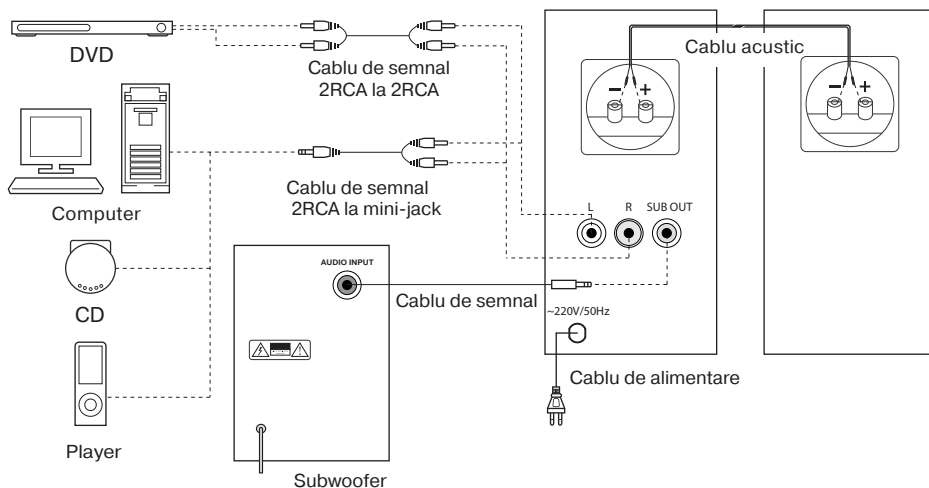 DVD
Cablu de semnal
2RCA la 2RCA
Cablu acustic
− +
− +
Computer
Cablu de semnal
2RCA la mini-jack
L R SUB OUT
AUDIO INPUT
CD
Cablu de semnal
~220V/50Hz
Cablu de alimentare
Player
Subwoofer